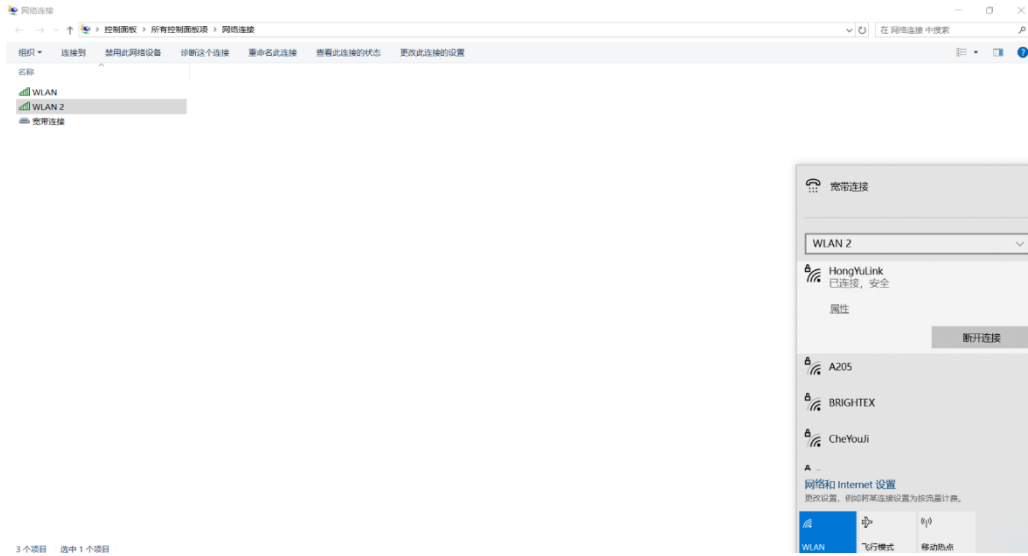 网络连接
控制面板 > 所有控制面板项 > 网络连接
在 网络连接 中搜索
组织 连接到 禁用此网络设备 诊断这个连接 重命名此连接 查看此连接的状态 更改此连接的设置
名称
WLAN
WLAN 2
宽带连接
宽带连接
WLAN 2
HongYuLink
已连接，安全
属性
断开连接
A205
BRIGHTEX
CheYouJi
网络和 Internet 设置
更改设置，例如将某连接设置为按流量计费。
WLAN 飞行模式 移动热点
3 个项目 选中 1 个项目